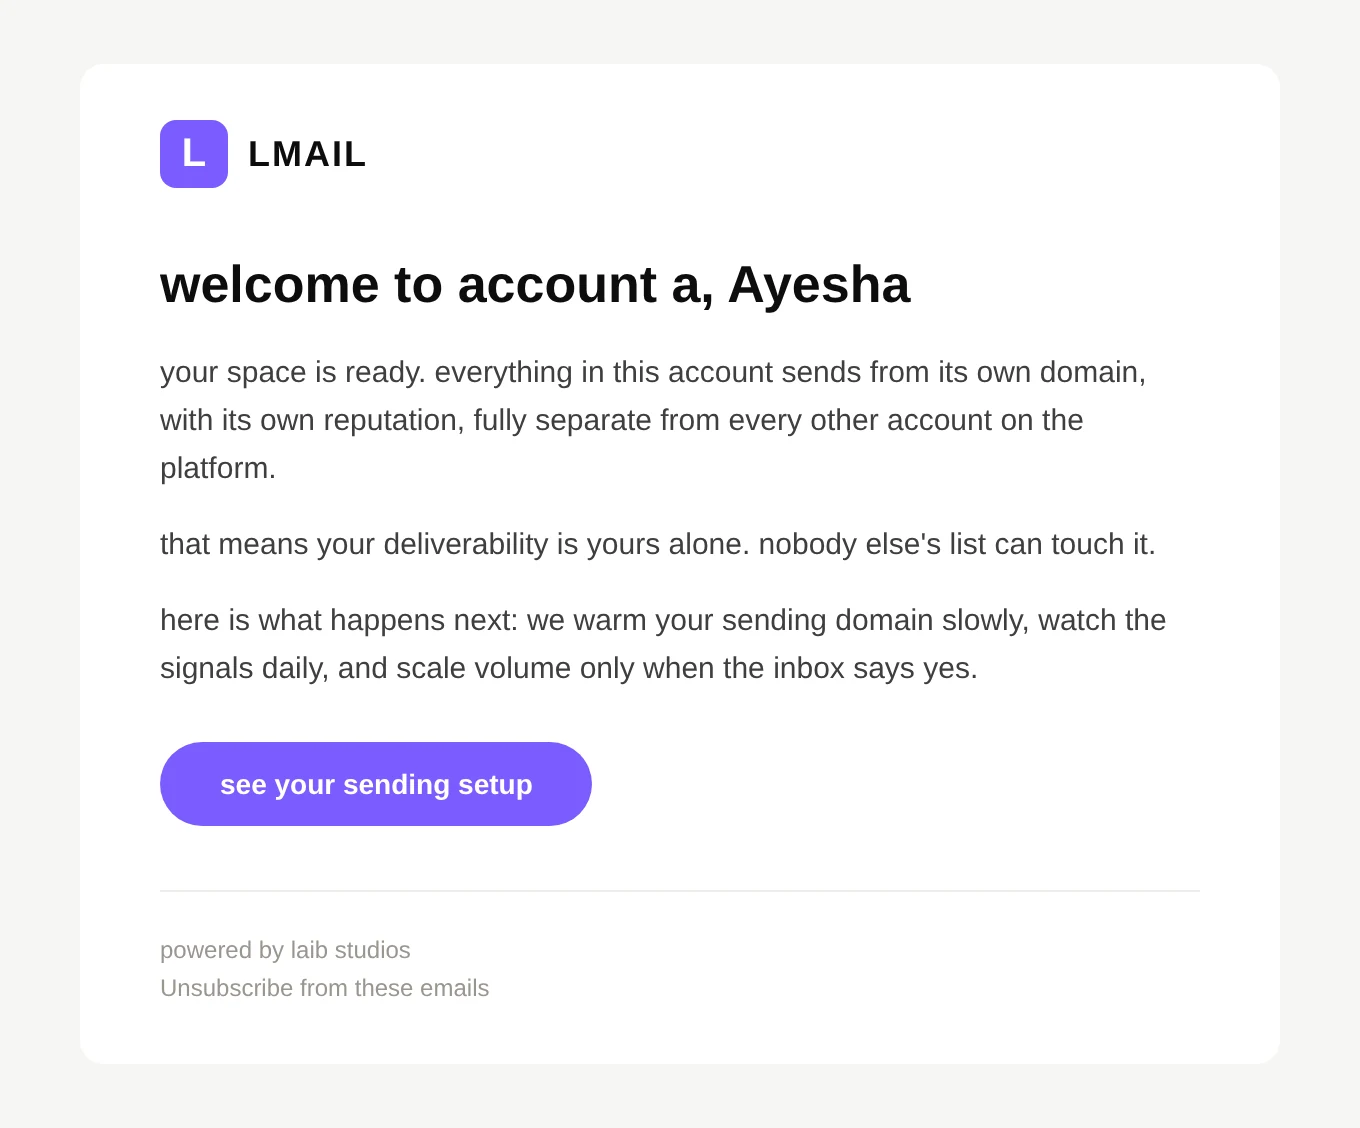 L LMAIL
welcome to account a, Ayesha
your space is ready. everything in this account sends from its own domain,
with its own reputation, fully separate from every other account on the
platform.
that means your deliverability is yours alone. nobody else's list can touch it.
here is what happens next: we warm your sending domain slowly, watch the
signals daily, and scale volume only when the inbox says yes.
see your sending setup
powered by laib studios
Unsubscribe from these emails